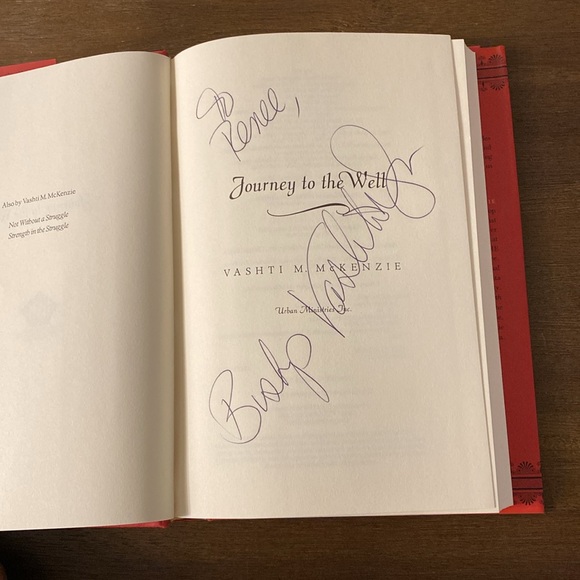 Also by Vashti M. McKenzie
Not Without a Struggle
Strength in the Struggle
To
Renee,
Journey to the Well
VASHTI M. McKENZIE
Urban Ministries Inc.
Bishop Vashti